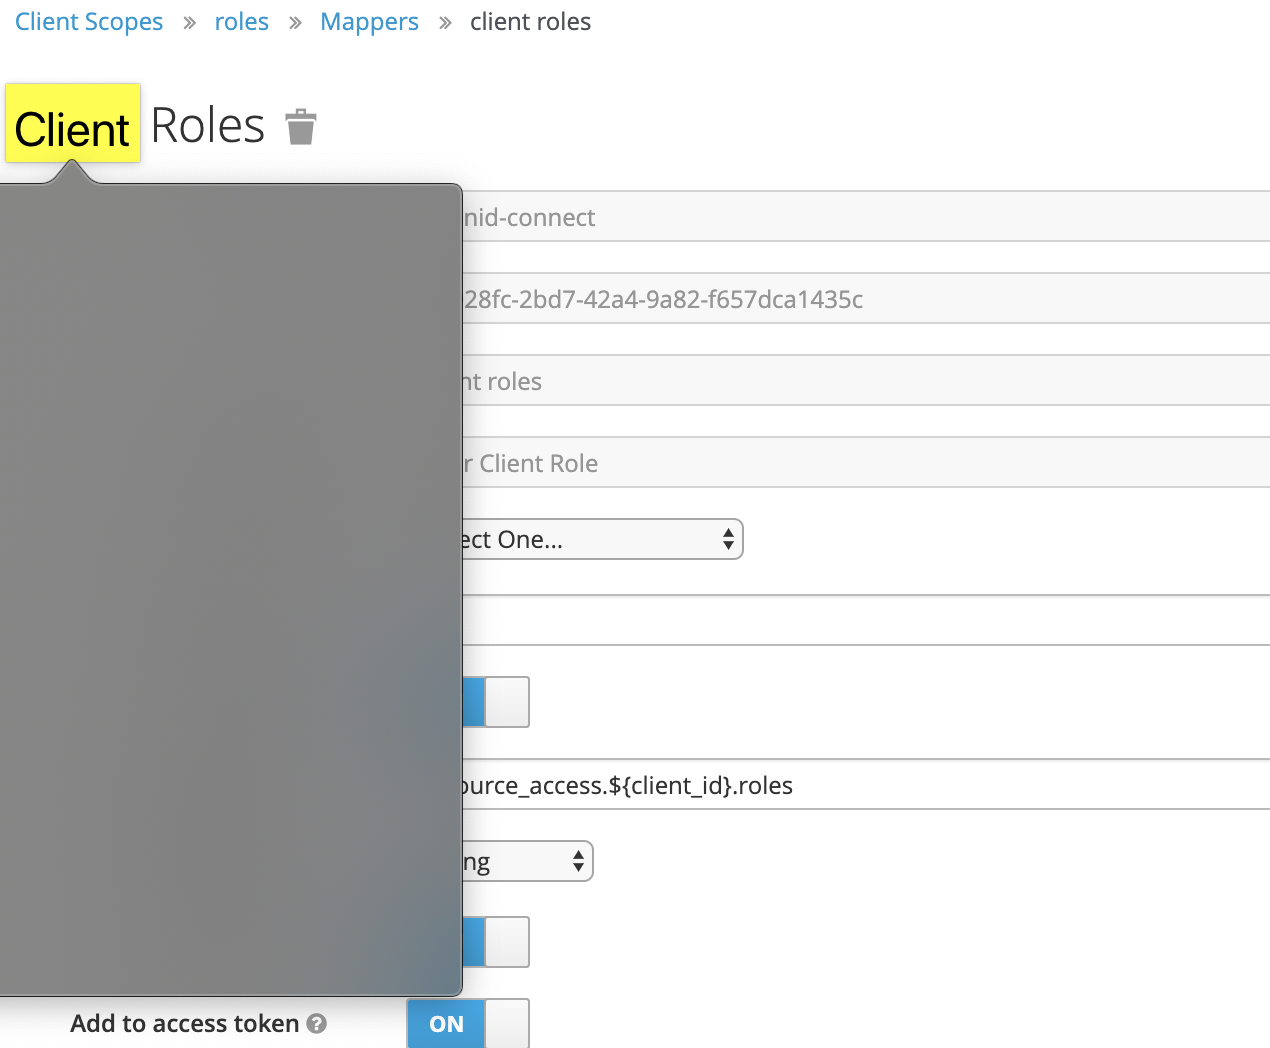 Client Scopes » roles » Mappers » client roles
Client Roles
nid-connect
28fc-2bd7-42a4-9a82-f657dca1435c
nt roles
r Client Role
ect One...
ource_access.${client_id}.roles
ng
Add to access token ?
ON